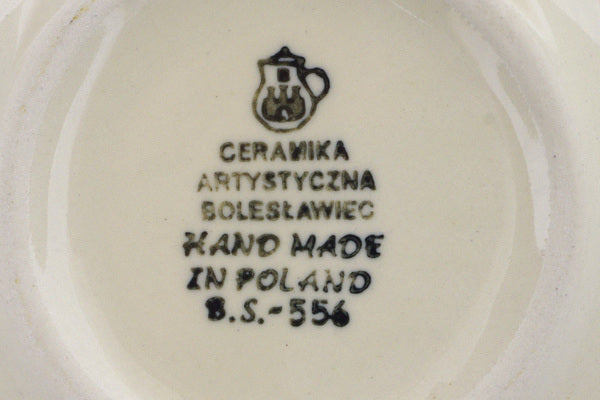 B
CERAMIKA
ARTYSTYCZNA
BOLESŁAWIEC
HAND MADE
IN POLAND
B.S.-556